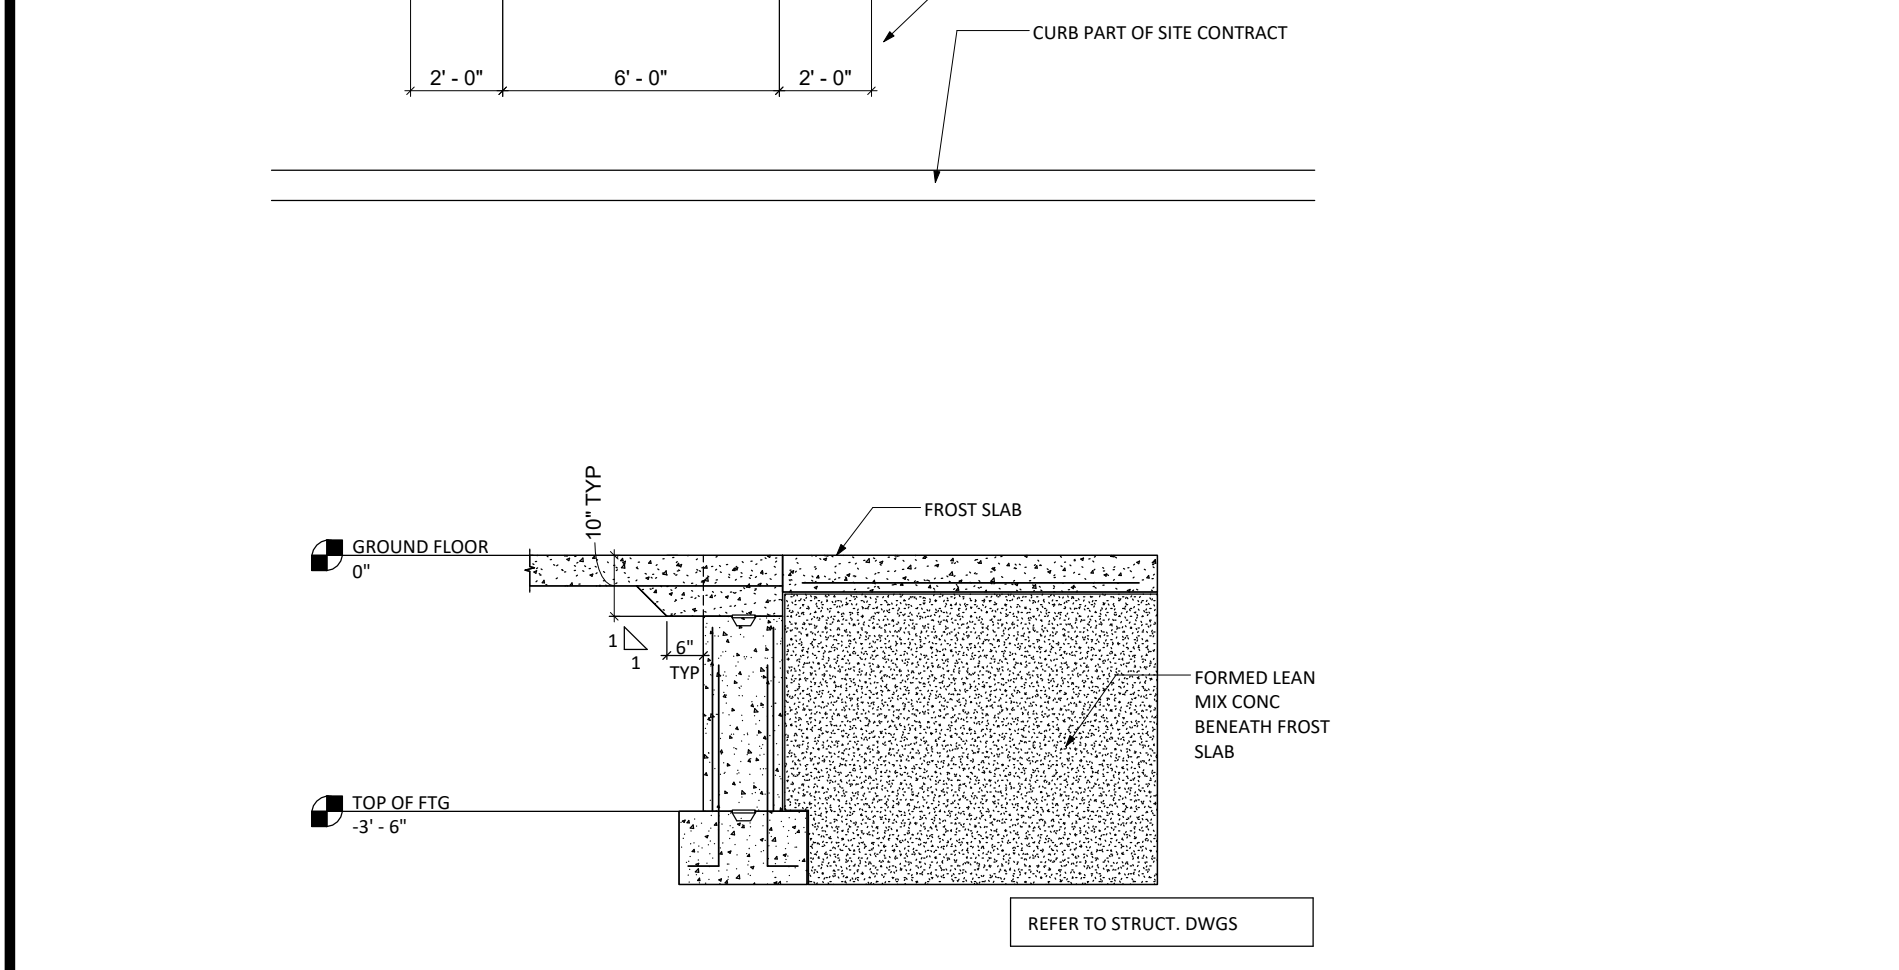 CURB PART OF SITE CONTRACT
2' - 0" 6' - 0" 2' - 0"
10" TYP
FROST SLAB
GROUND FLOOR
0"
1
1
6"
TYP
FORMED LEAN
MIX CONC
BENEATH FROST
SLAB
TOP OF FTG
-3' - 6"
REFER TO STRUCT. DWGS